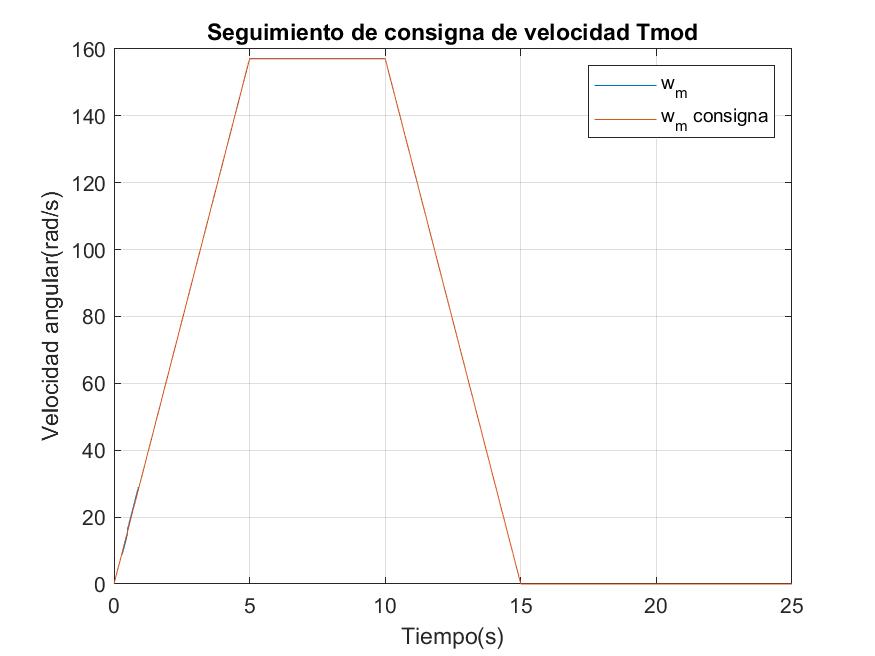 Seguimiento de consigna de velocidad Tmod
160
140
120
100
80
60
40
20
0
w_m
w_m consigna
Velocidad angular(rad/s)
0 5 10 15 20 25
Tiempo(s)